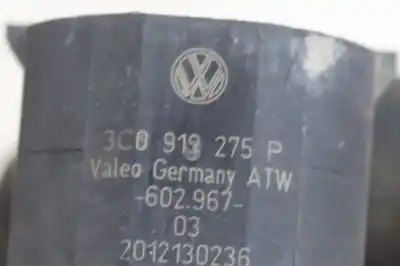 3C0 919 275 P
Valeo Germany ATW
-602.967-
03
2012130236